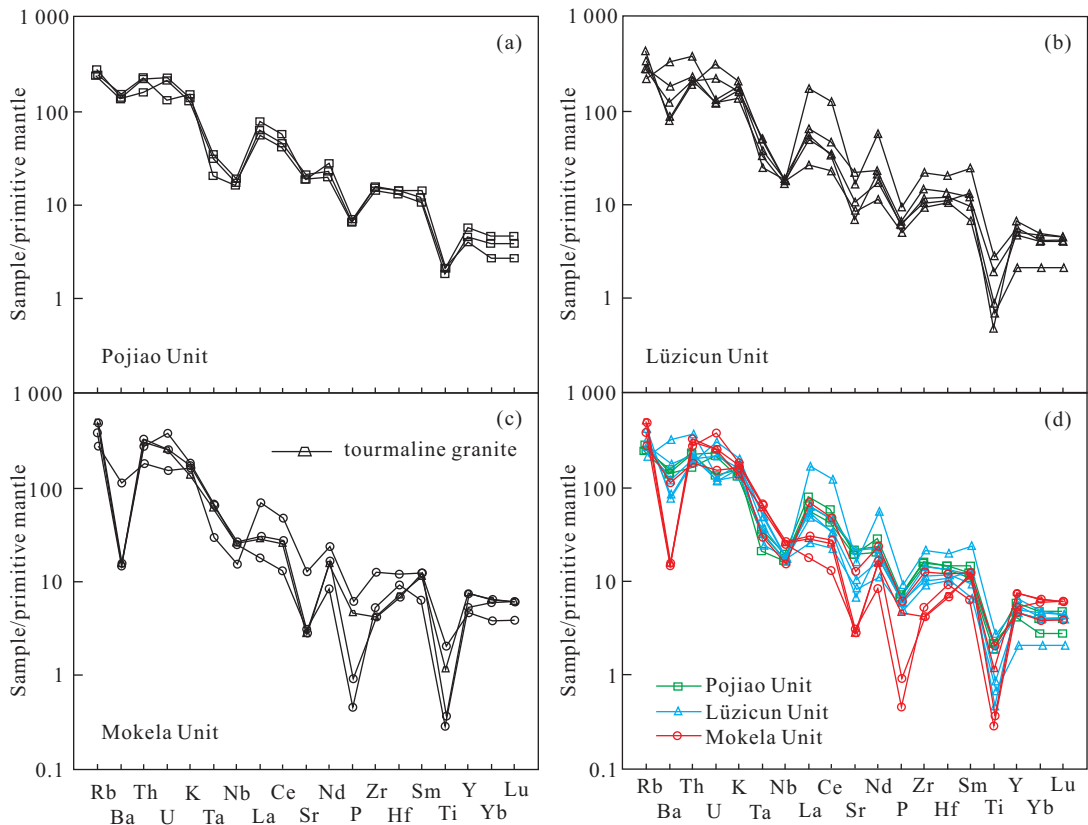 1 000
100
10
1
Sample/primitive mantle
(a)
Pojiao Unit
1 000
100
10
1
Sample/primitive mantle
(b)
Lüzicun Unit
1 000
100
10
1
0.1
Sample/primitive mantle
(c)
tourmaline granite
Mokela Unit
Rb Th K Nb Ce Nd Zr Sm Y Lu
Ba U Ta La Sr P Hf Ti Yb
1 000
100
10
1
0.1
Sample/primitive mantle
(d)
Pojiao Unit
Lüzicun Unit
Mokela Unit
Rb Th K Nb Ce Nd Zr Sm Y Lu
Ba U Ta La Sr P Hf Ti Yb